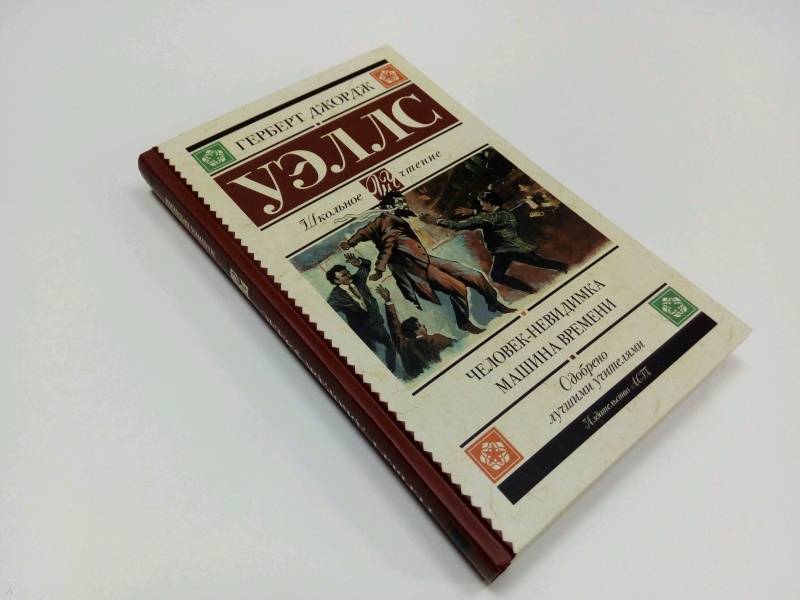 ГЕРБЕРТ ДЖОРДЖ
УЭЛЛС
Школьное чтение
ЧЕЛОВЕК-НЕВИДИМКА
МАШИНА ВРЕМЕНИ
Одобрено
лучшими учителями
Издательство АСТ